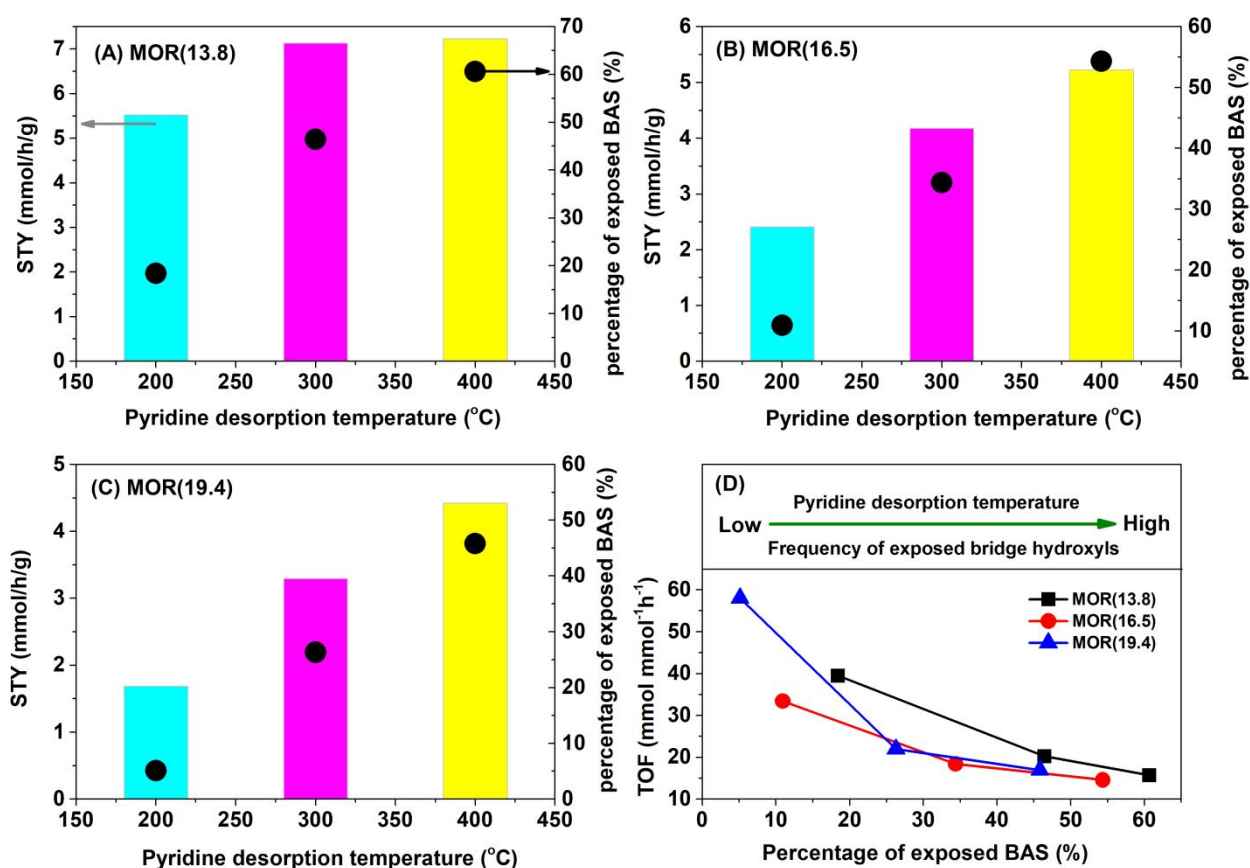 (A) MOR(13.8)
STY (mmol/h/g)
0 1 2 3 4 5 6 7
percentage of exposed BAS (%)
0 10 20 30 40 50 60 70
150 200 250 300 350 400 450
Pyridine desorption temperature (°C)
(B) MOR(16.5)
STY (mmol/h/g)
0 1 2 3 4 5 6
percentage of exposed BAS (%)
10 20 30 40 50 60
150 200 250 300 350 400 450
Pyridine desorption temperature (°C)
(C) MOR(19.4)
STY (mmol/h/g)
0 1 2 3 4 5
percentage of exposed BAS (%)
0 10 20 30 40 50 60
150 200 250 300 350 400 450
Pyridine desorption temperature (°C)
(D)
Pyridine desorption temperature
Low High
Frequency of exposed bridge hydroxyls
MOR(13.8)
MOR(16.5)
MOR(19.4)
TOF (mmol mmol⁻¹h⁻¹)
10 20 30 40 50 60
0 10 20 30 40 50 60
Percentage of exposed BAS (%)